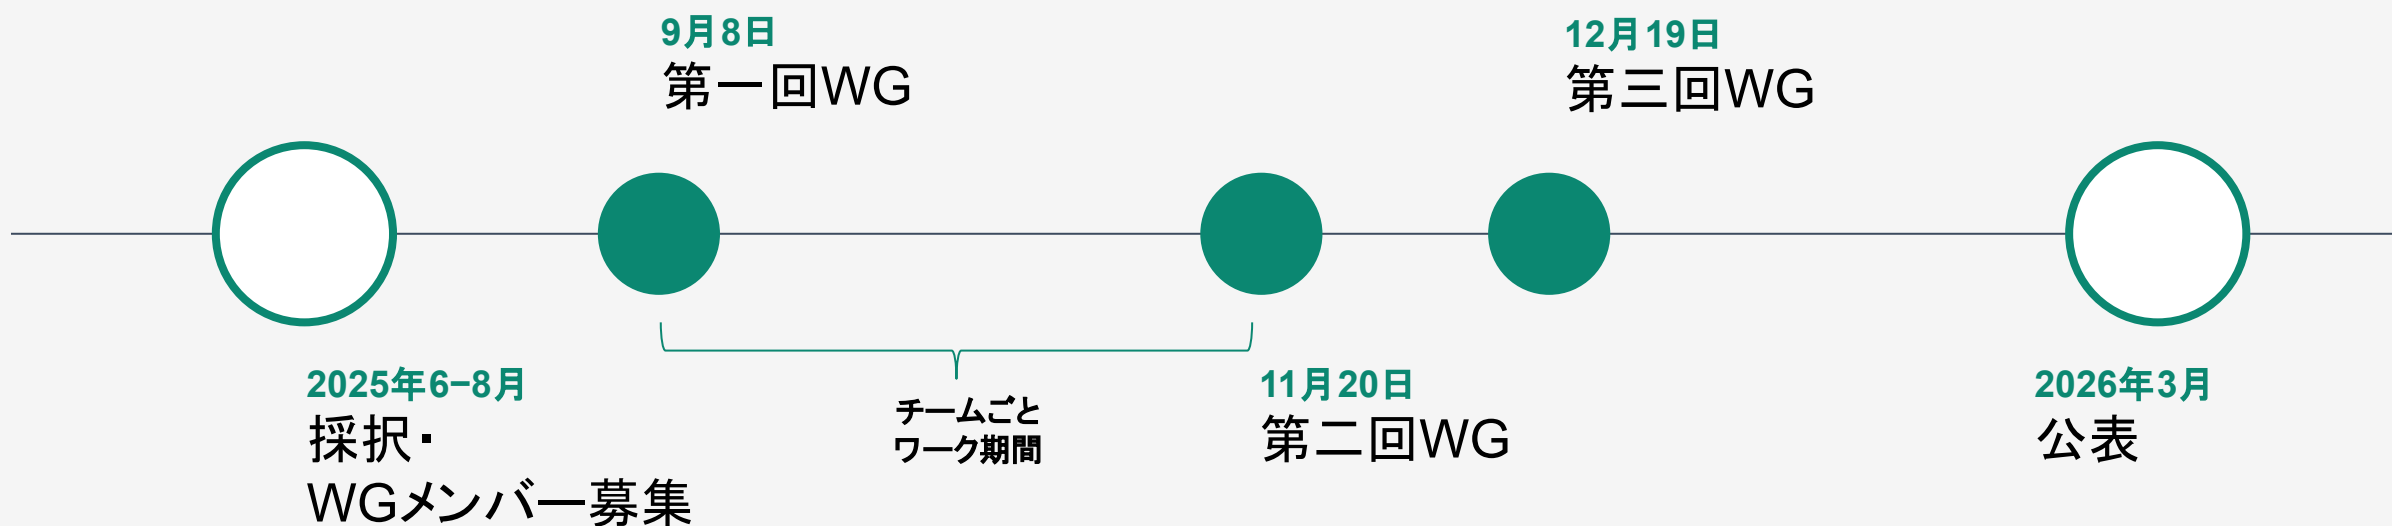 9月8日
第一回WG
12月19日
第三回WG
2025年6−8月
採択・
WGメンバー募集
チームごと
ワーク期間
11月20日
第二回WG
2026年3月
公表